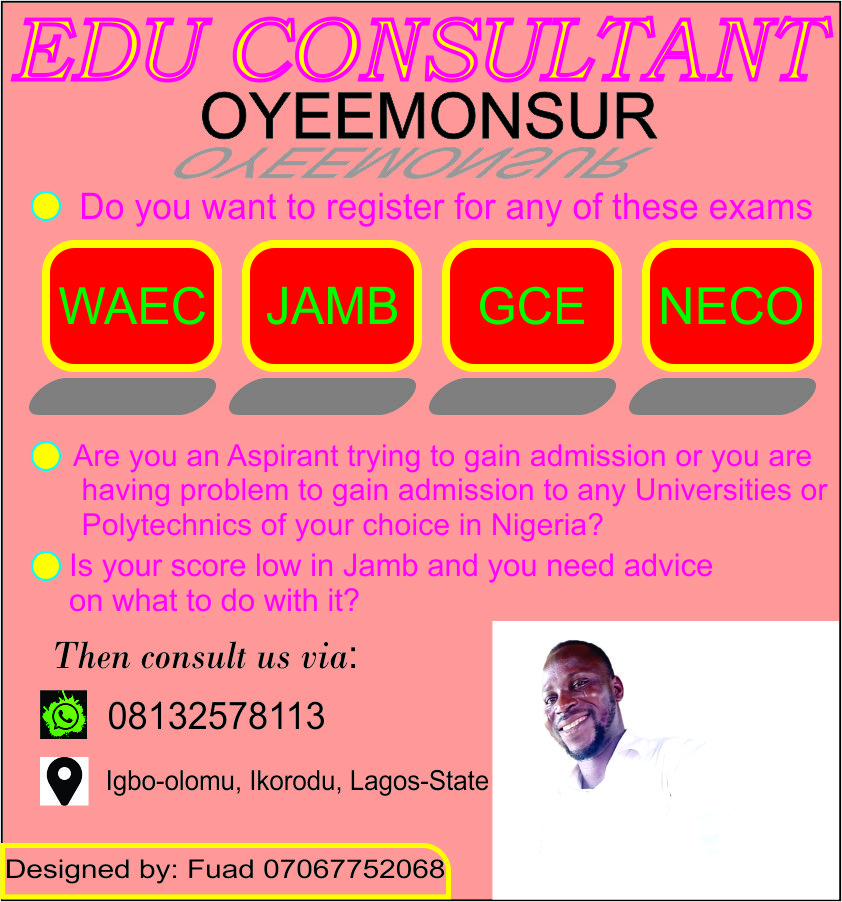 EDU CONSULTANT
OYEEMONSUR
OYEEMONSUR
Do you want to register for any of these exams
WAEC JAMB GCE NECO
Are you an Aspirant trying to gain admission or you are
having problem to gain admission to any Universities or
Polytechnics of your choice in Nigeria?
Is your score low in Jamb and you need advice
on what to do with it?
Then consult us via:
08132578113
Igbo-olomu, Ikorodu, Lagos-State
Designed by: Fuad 07067752068